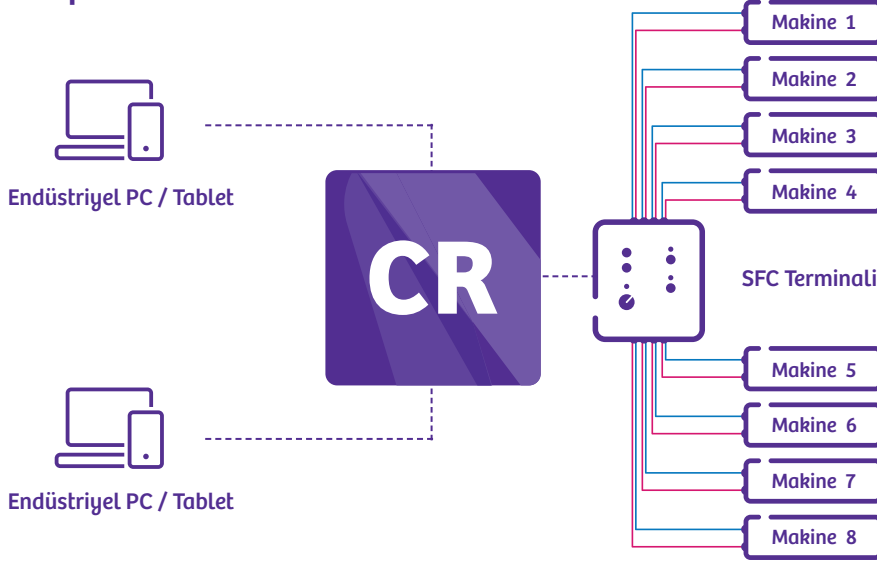 Makine 1
Makine 2
Makine 3
Makine 4
Endüstriyel PC / Tablet
CR
SFC Terminali
Makine 5
Makine 6
Makine 7
Makine 8
Endüstriyel PC / Tablet